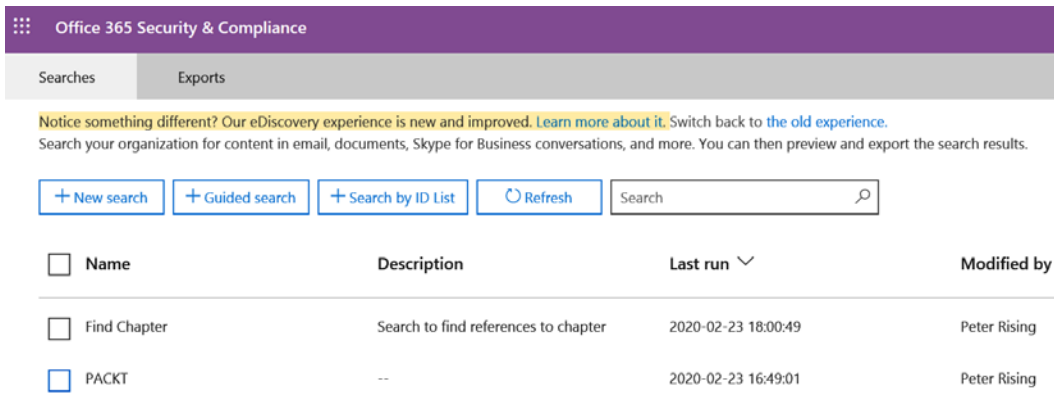 Office 365 Security & Compliance
Searches Exports
Notice something different? Our eDiscovery experience is new and improved. Learn more about it. Switch back to the old experience.
Search your organization for content in email, documents, Skype for Business conversations, and more. You can then preview and export the search results.
+ New search + Guided search + Search by ID List Refresh Search
Name Description Last run Modified by
Find Chapter Search to find references to chapter 2020-02-23 18:00:49 Peter Rising
PACKT -- 2020-02-23 16:49:01 Peter Rising